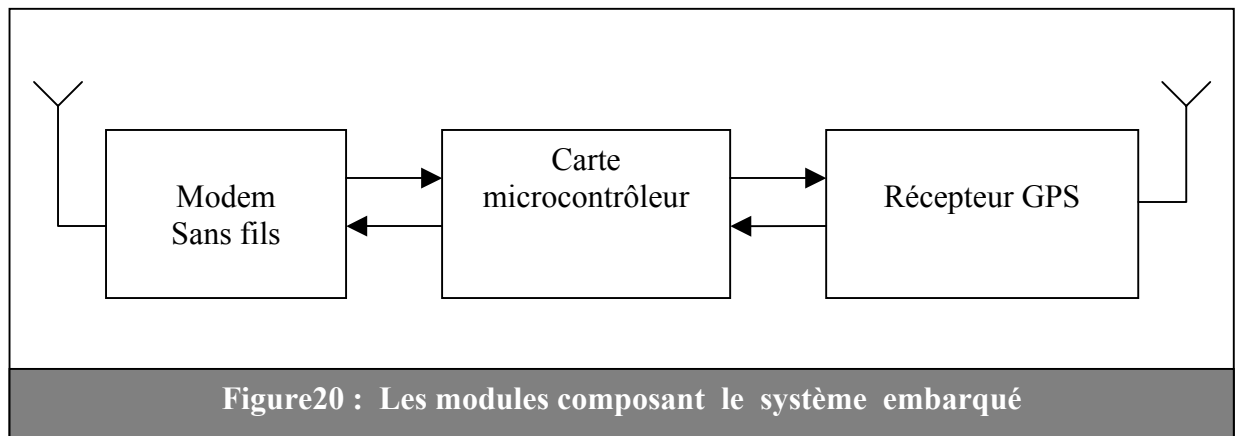 Modem
Sans fils
Carte
microcontrôleur
Récepteur GPS
Figure20 : Les modules composant le système embarqué